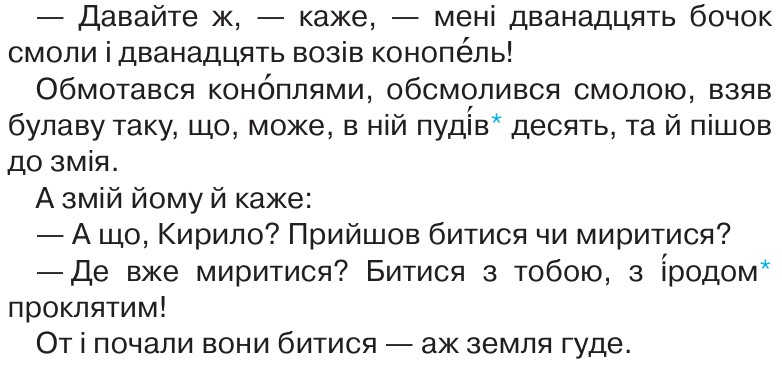 — Давайте ж, — каже, — мені дванадцять бочок
смоли і дванадцять возів конопе́ль!
Обмотався коно́плями, обсмолився смолою, взяв
булаву таку, що, може, в ній пуді́в* десять, та й пішов
до змія.
А змій йому й каже:
— А що, Кирило? Прийшов битися чи миритися?
— Де вже миритися? Битися з тобою, з і́родом*
проклятим!
От і почали вони битися — аж земля гуде.